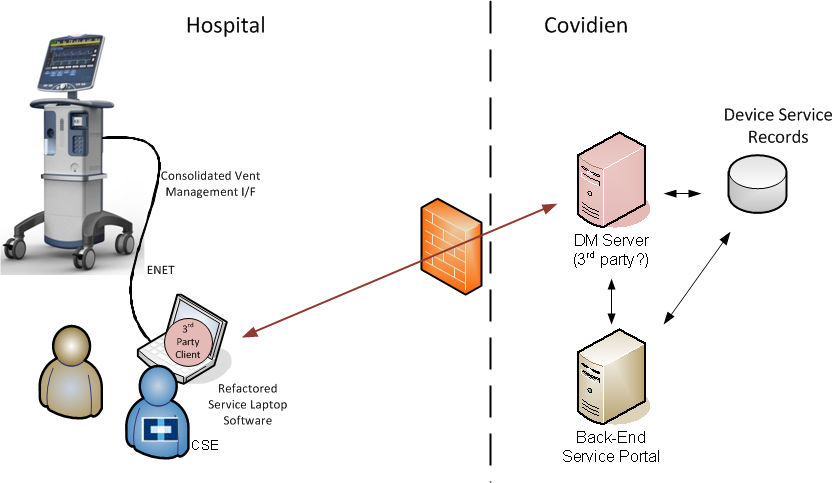 Hospital
Covidien
Device Service
Records
Consolidated Vent
Management I/F
DM Server
(3rd party?)
ENET
3rd
Party
Client
Refactored
Service Laptop
Software
CSE
Back-End
Service Portal